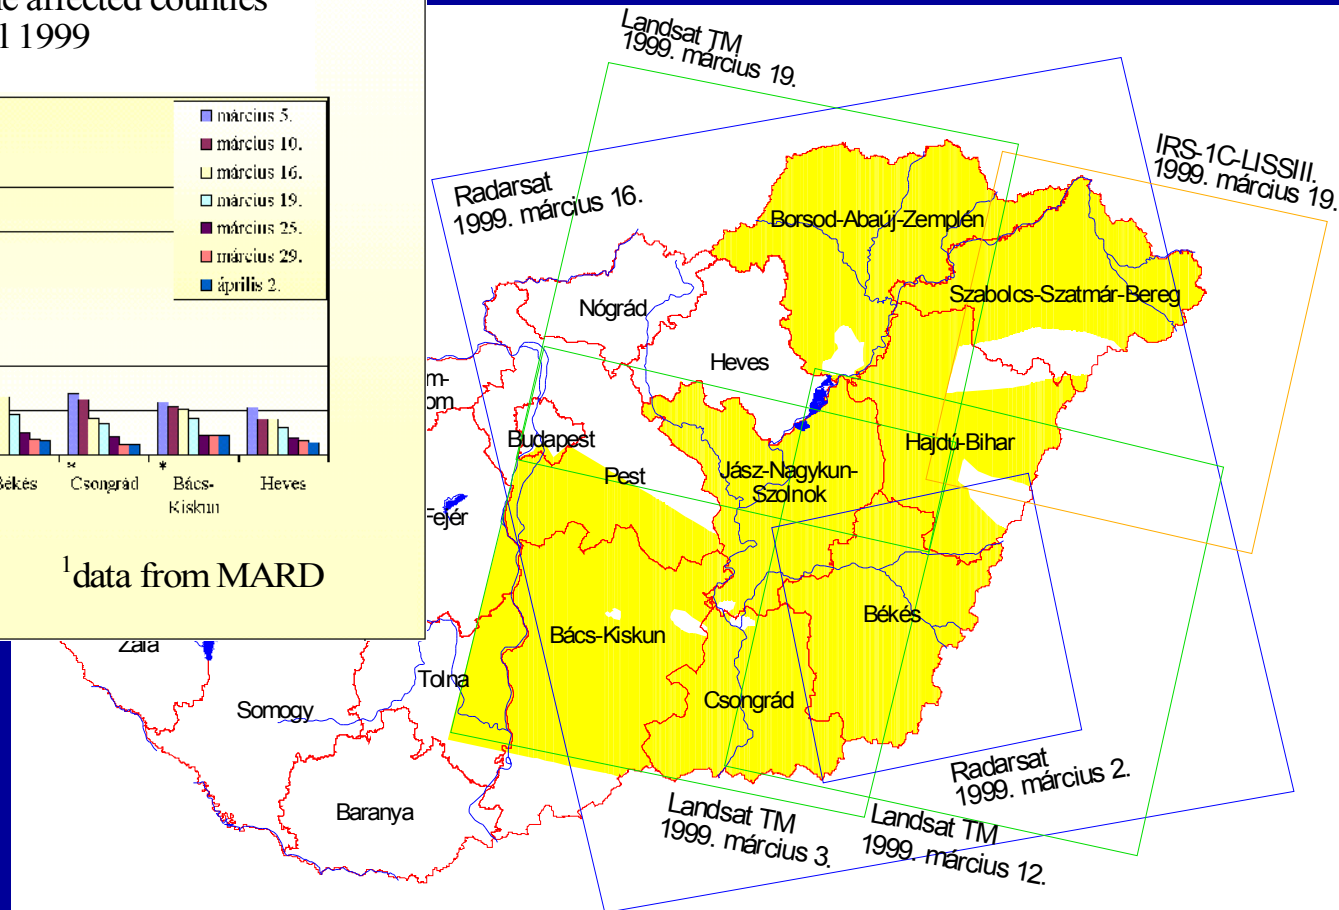 affected counties
1999
március 5.
március 10.
március 16.
március 19.
március 25.
március 29.
április 2.
* *
Békés Csongrád Bács- Heves
Kiskun
1data from MARD
Landsat TM
1999. március 19.
Radarsat
1999. március 16.
IRS-1C-LISSIII.
1999. március 19.
Borsod-Abaúj-Zemplén
Szabolcs-Szatmár-Bereg
Nógrád
Heves
m-
om
Budapest
Pest
Hajdú-Bihar
Jász-Nagykun-
Szolnok
Fejér
Békés
Bács-Kiskun
Zala
Tolna
Csongrád
Somogy
Baranya
Radarsat
1999. március 2.
Landsat TM
1999. március 3.
Landsat TM
1999. március 12.